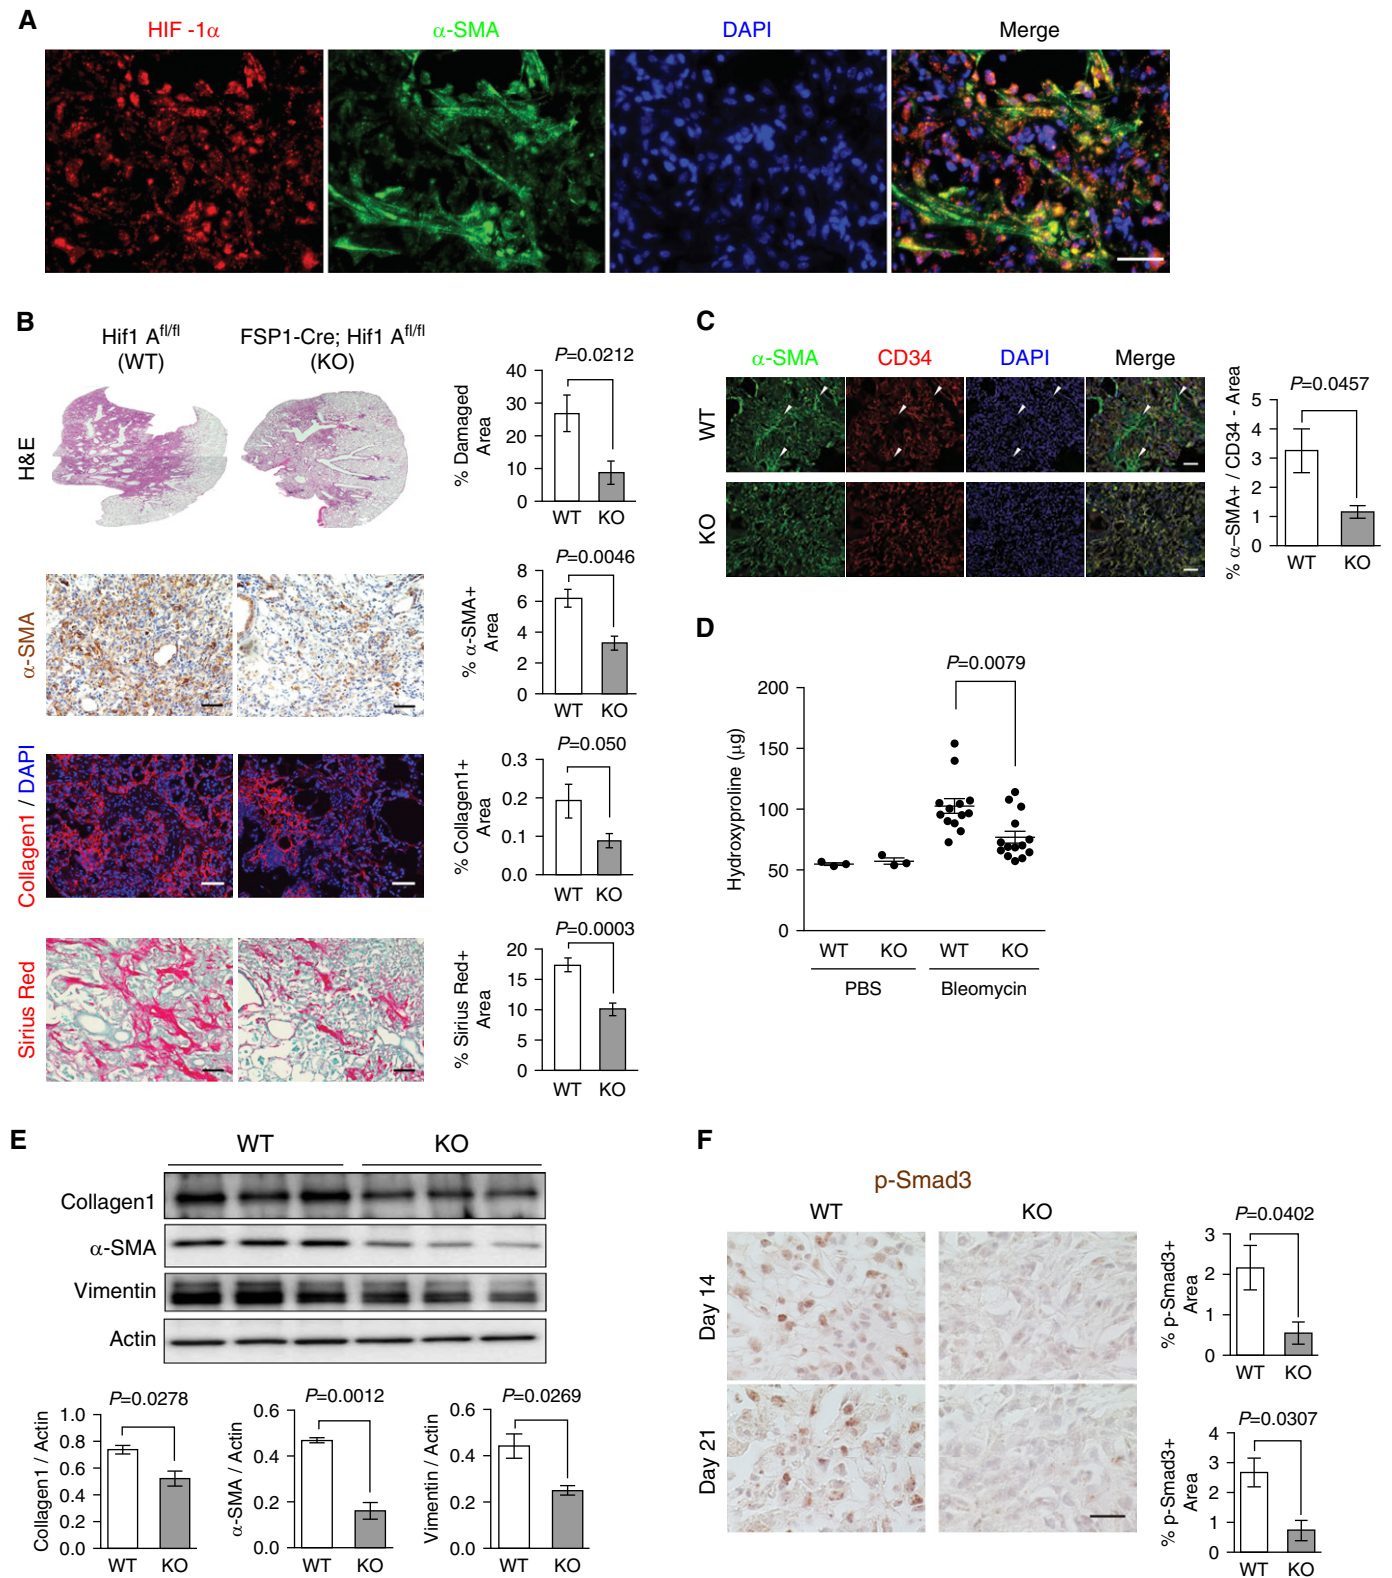 A
HIF -1α α-SMA DAPI Merge
B
Hif1 Afl/fl (WT)
FSP1-Cre; Hif1 Afl/fl (KO)
H&E
P=0.0212
% Damaged Area
40
30
20
10
0
WT KO
α-SMA
P=0.0046
% α-SMA+ Area
8
6
4
2
0
WT KO
Collagen1 / DAPI
P=0.050
% Collagen1+ Area
0.3
0.2
0.1
0.0
WT KO
Sirius Red
P=0.0003
% Sirius Red+ Area
20
15
10
5
0
WT KO
C
α-SMA CD34 DAPI Merge
WT
KO
P=0.0457
% α–SMA+ / CD34 - Area
5
4
3
2
1
0
WT KO
D
P=0.0079
Hydroxyproline (µg)
200
150
100
50
0
WT KO WT KO
PBS Bleomycin
E
WT KO
Collagen1
α-SMA
Vimentin
Actin
P=0.0278
Collagen1 / Actin
1.0
0.8
0.6
0.4
0.2
0.0
WT KO
P=0.0012
α-SMA / Actin
0.6
0.4
0.2
0.0
WT KO
P=0.0269
Vimentin / Actin
0.6
0.4
0.2
0.0
WT KO
F
p-Smad3
WT KO
Day 14
Day 21
P=0.0402
% p-Smad3+ Area
3
2
1
0
WT KO
P=0.0307
% p-Smad3+ Area
4
3
2
1
0
WT KO